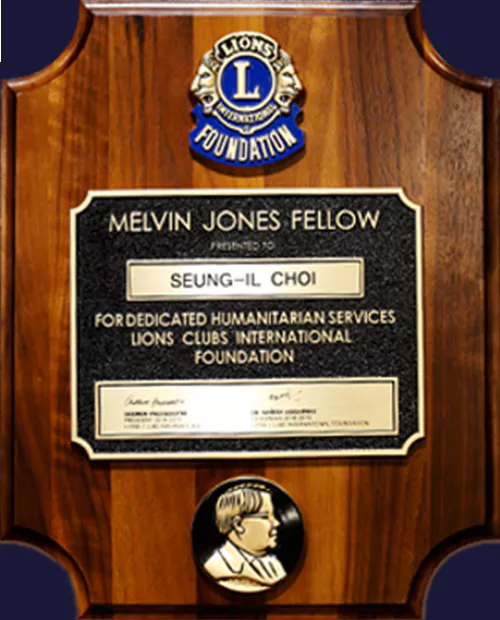 LIONS
L
INTERNATIONAL
FOUNDATION
MELVIN JONES FELLOW
PRESENTED TO
SEUNG-IL CHOI
FOR DEDICATED HUMANITARIAN SERVICES
LIONS CLUBS INTERNATIONAL
FOUNDATION